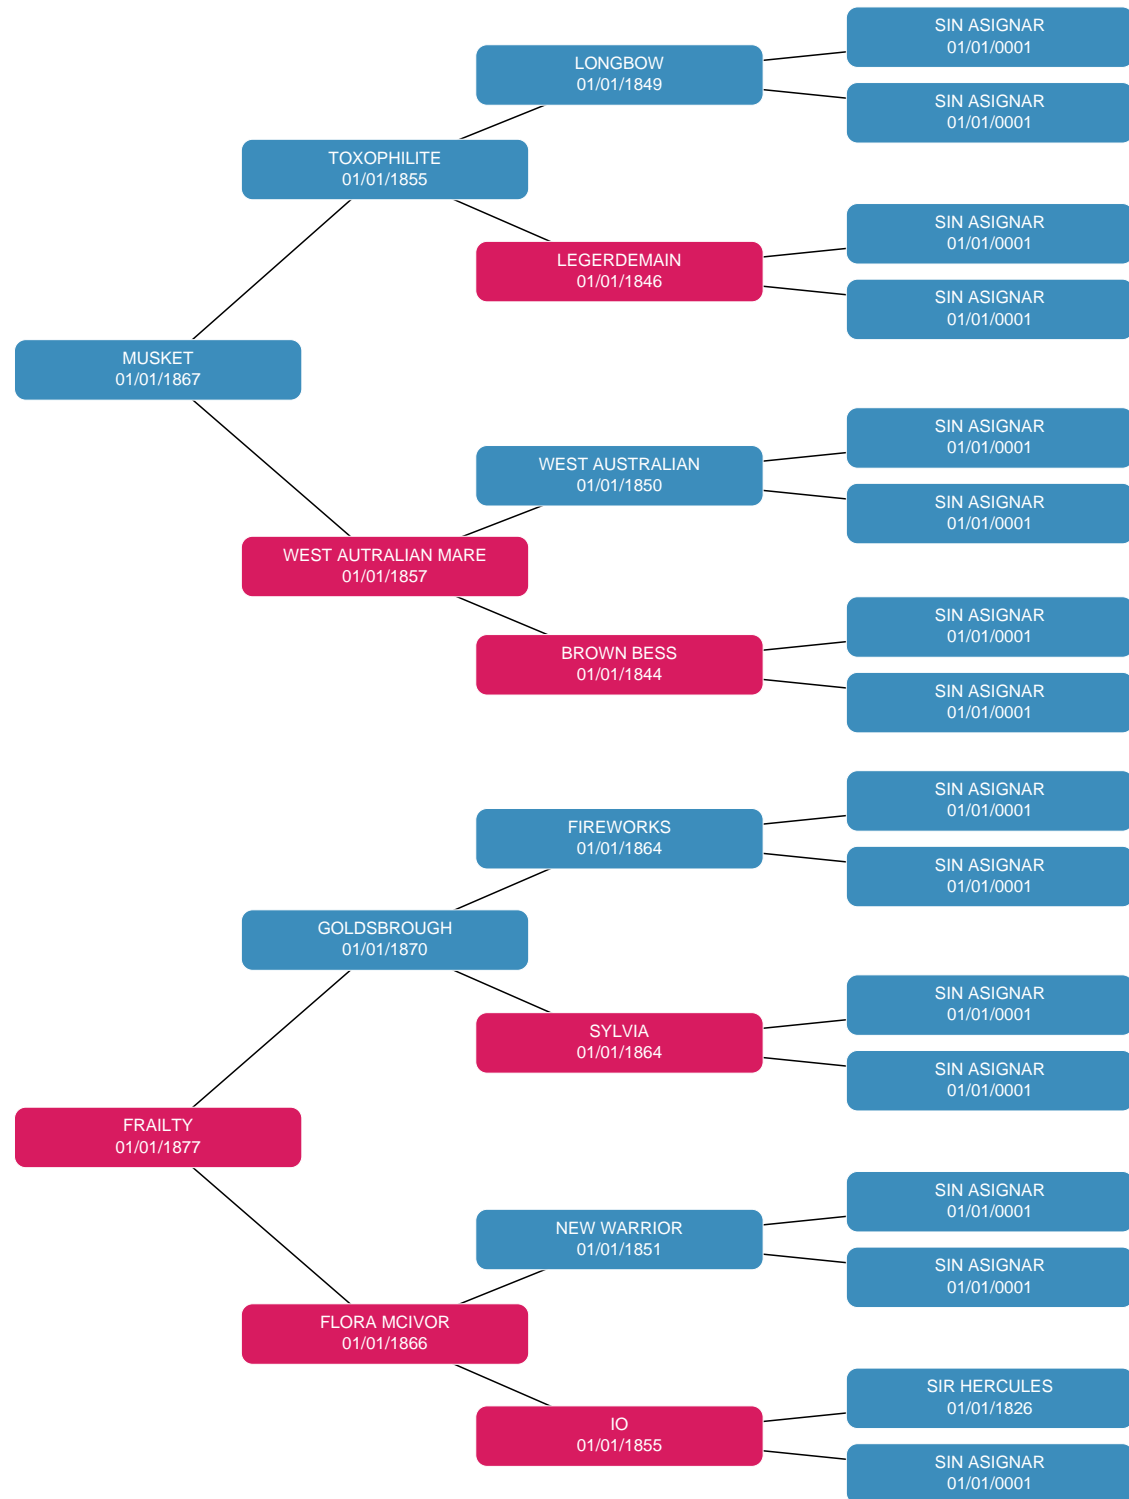 SIN ASIGNAR
01/01/0001
LONGBOW
01/01/1849
SIN ASIGNAR
01/01/0001
TOXOPHILITE
01/01/1855
SIN ASIGNAR
01/01/0001
LEGERDEMAIN
01/01/1846
SIN ASIGNAR
01/01/0001
MUSKET
01/01/1867
SIN ASIGNAR
01/01/0001
WEST AUSTRALIAN
01/01/1850
SIN ASIGNAR
01/01/0001
WEST AUTRALIAN MARE
01/01/1857
SIN ASIGNAR
01/01/0001
BROWN BESS
01/01/1844
SIN ASIGNAR
01/01/0001
SIN ASIGNAR
01/01/0001
FIREWORKS
01/01/1864
SIN ASIGNAR
01/01/0001
GOLDSBROUGH
01/01/1870
SIN ASIGNAR
01/01/0001
SYLVIA
01/01/1864
SIN ASIGNAR
01/01/0001
FRAILTY
01/01/1877
SIN ASIGNAR
01/01/0001
NEW WARRIOR
01/01/1851
SIN ASIGNAR
01/01/0001
FLORA MCIVOR
01/01/1866
SIR HERCULES
01/01/1826
IO
01/01/1855
SIN ASIGNAR
01/01/0001